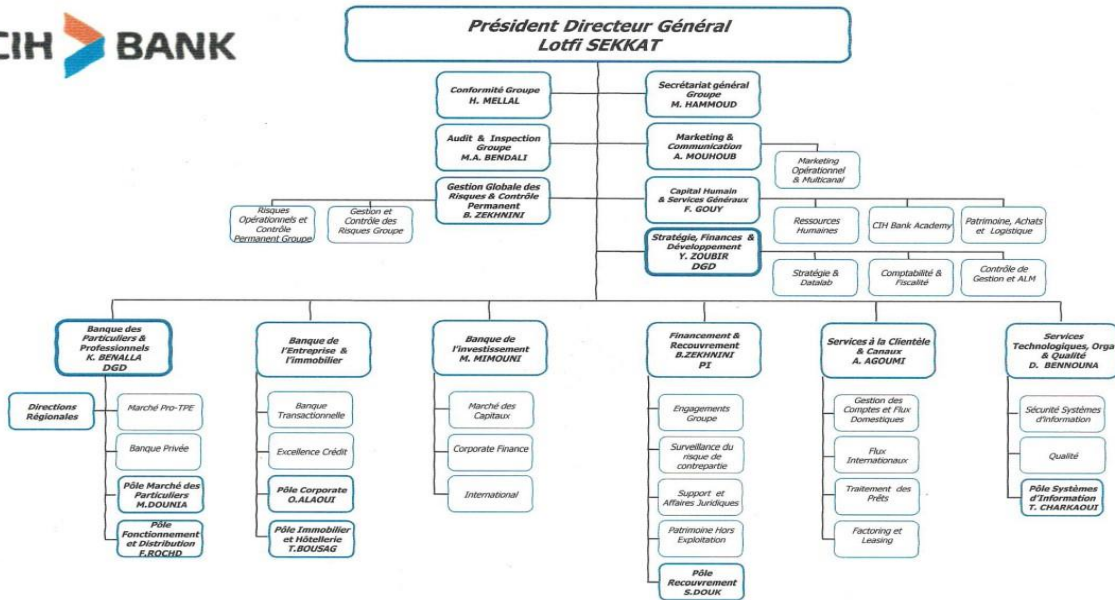 CIH BANK
Président Directeur Général
Lotfi SEKKAT
Conformité Groupe
H. MELLAL
Secrétariat général
Groupe
M. HAMMOUD
Audit & Inspection
Groupe
M.A. BENDALI
Marketing &
Communication
A. MOUHOUB
Marketing
Opérationnel
& Multicanal
Gestion Globale des
Risques & Contrôle
Permanent
B. ZEKHNINI
Capital Humain
& Services Généraux
F. GOUY
Risques
Opérationnels et
Contrôle
Permanent Groupe
Gestion et
Contrôle des
Risques Groupe
Ressources
Humaines
CIH Bank Academy
Patrimoine, Achats
et Logistique
Stratégie, Finances &
Développement
Y. ZOUBIR
DGD
Stratégie &
Datalab
Comptabilité &
Fiscalité
Contrôle de
Gestion et ALM
Banque des
Particuliers &
Professionnels
K. BENALLA
DGD
Banque de
l'Entreprise &
l'immobilier
Banque de
l'investissement
M. MIMOUNI
Financement &
Recouvrement
B.ZEKHNINI
PI
Services à la Clientèle
& Canaux
A. AGOUMI
Services
Technologiques, Orga
& Qualité
D. BENNOUNA
Directions
Régionales
Marché Pro-TPE
Banque Privée
Pôle Marché des
Particuliers
M.DOUNIA
Pôle
Fonctionnement
et Distribution
F.ROCHD
Banque
Transactionnelle
Excellence Crédit
Pôle Corporate
O.ALAOUI
Pôle Immobilier
et Hôtellerie
T.BOUSAG
Marché des
Capitaux
Corporate Finance
International
Engagements
Groupe
Surveillance du
risque de
contrepartie
Support et
Affaires Juridiques
Patrimoine Hors
Exploitation
Pôle
Recouvrement
S.DOUK
Gestion des
Comptes et Flux
Domestiques
Flux
Internationaux
Traitement des
Prêts
Factoring et
Leasing
Sécurité Systèmes
d'information
Qualité
Pôle Systèmes
d'Information
T. CHARKAOUI